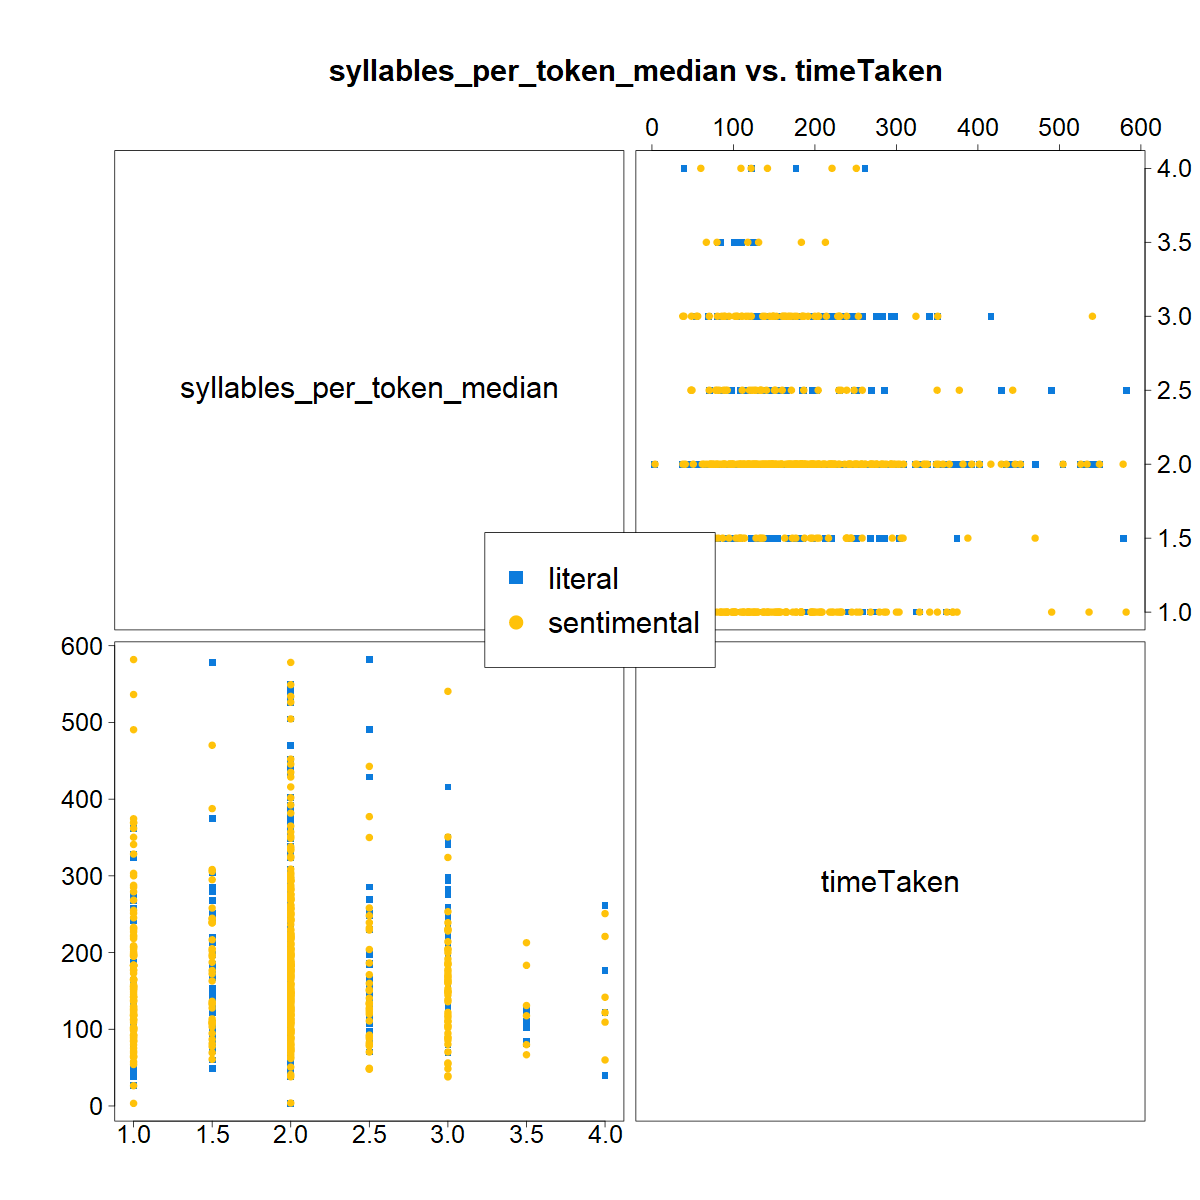 syllables_per_token_median vs. timeTaken
0 100 200 300 400 500 600
4.0
3.5
3.0
syllables_per_token_median
2.5
2.0
1.5
literal
1.0
sentimental
600
500
400
300
timeTaken
200
100
0
1.0 1.5 2.0 2.5 3.0 3.5 4.0